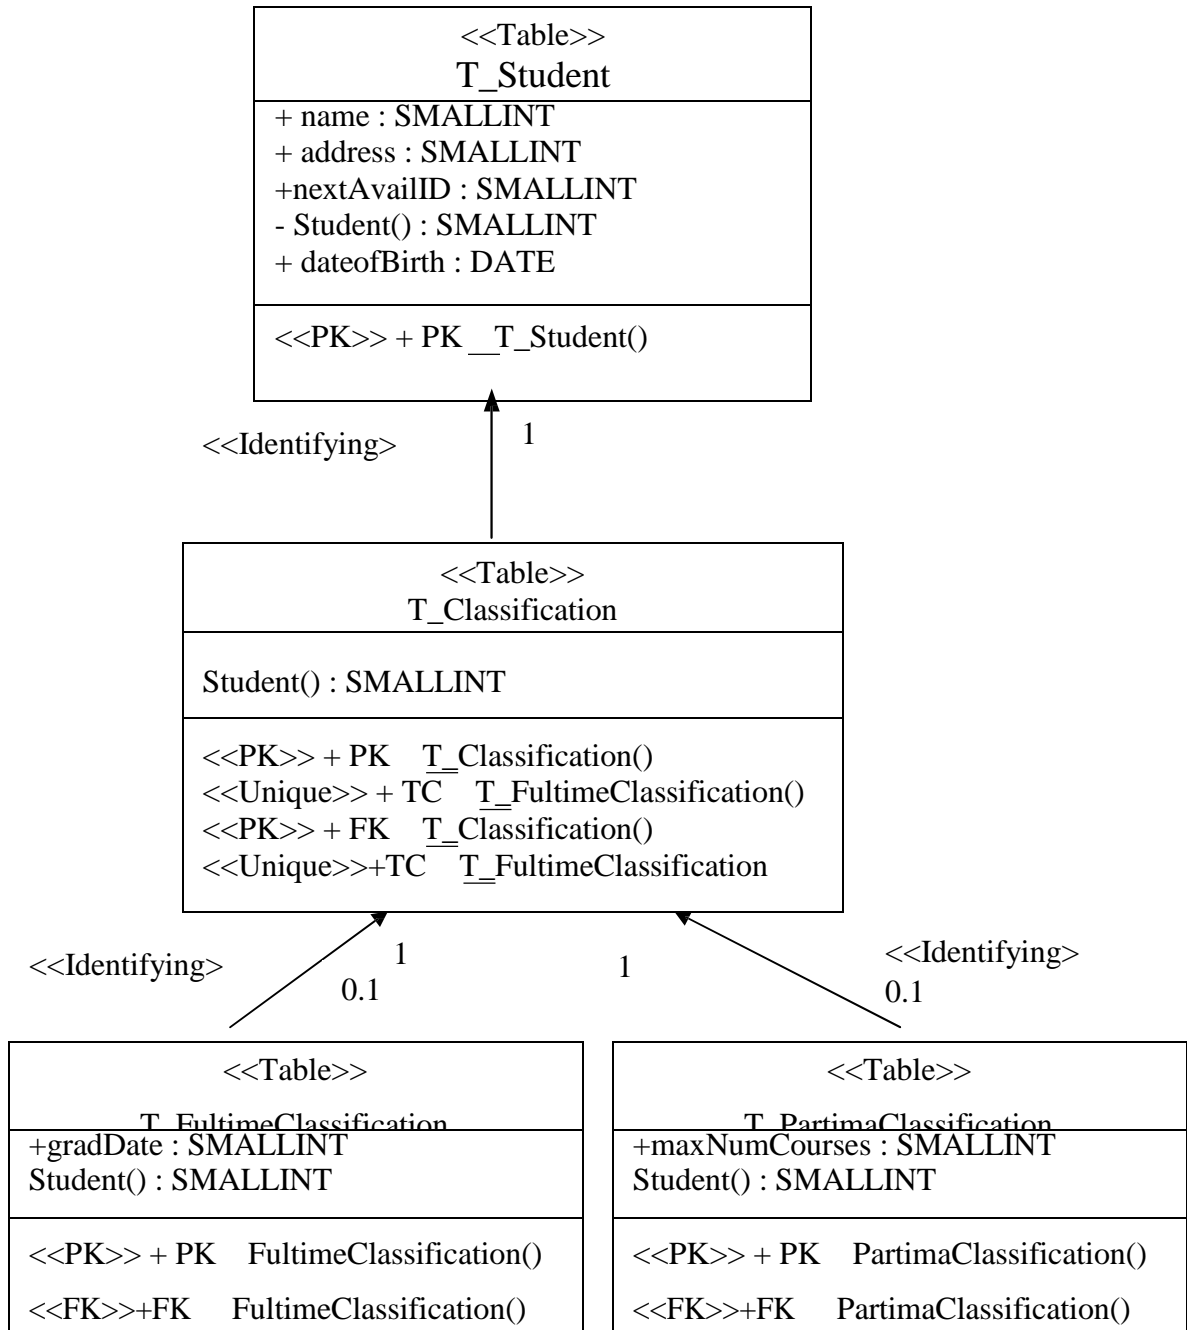 <<Table>>
T_Student
+ name : SMALLINT
+ address : SMALLINT
+nextAvailID : SMALLINT
- Student() : SMALLINT
+ dateofBirth : DATE
<<PK>> + PK __T_Student()
<<Identifying>
1
<<Table>>
T_Classification
Student() : SMALLINT
<<PK>> + PK T_Classification()
<<Unique>> + TC T_FultimeClassification()
<<PK>> + FK T_Classification()
<<Unique>>+TC T_FultimeClassification
<<Identifying>
1
0.1
1
<<Identifying>
0.1
<<Table>>
T_FultimeClassification
+gradDate : SMALLINT
Student() : SMALLINT
<<PK>> + PK FultimeClassification()
<<FK>>+FK FultimeClassification()
<<Table>>
T_PartimaClassification
+maxNumCourses : SMALLINT
Student() : SMALLINT
<<PK>> + PK PartimaClassification()
<<FK>>+FK PartimaClassification()